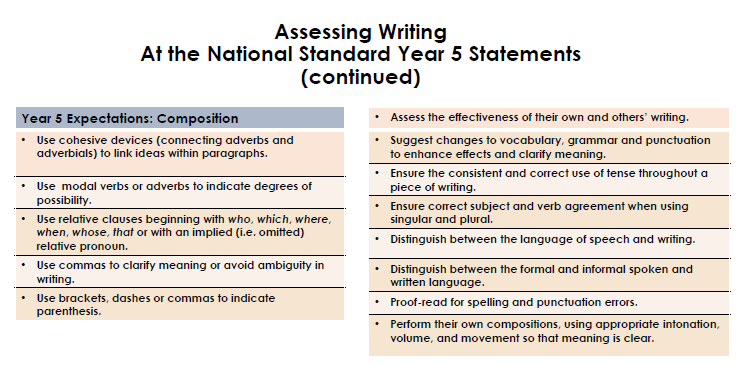 Assessing Writing
At the National Standard Year 5 Statements
(continued)
Year 5 Expectations: Composition
• Use cohesive devices (connecting adverbs and
adverbials) to link ideas within paragraphs.
• Use modal verbs or adverbs to indicate degrees of
possibility.
• Use relative clauses beginning with who, which, where,
when, whose, that or with an implied (i.e. omitted)
relative pronoun.
• Use commas to clarify meaning or avoid ambiguity in
writing.
• Use brackets, dashes or commas to indicate
parenthesis.
• Assess the effectiveness of their own and others' writing.
• Suggest changes to vocabulary, grammar and punctuation
to enhance effects and clarify meaning.
• Ensure the consistent and correct use of tense throughout a
piece of writing.
• Ensure correct subject and verb agreement when using
singular and plural.
• Distinguish between the language of speech and writing.
• Distinguish between the formal and informal spoken and
written language.
• Proof-read for spelling and punctuation errors.
• Perform their own compositions, using appropriate intonation,
volume, and movement so that meaning is clear.